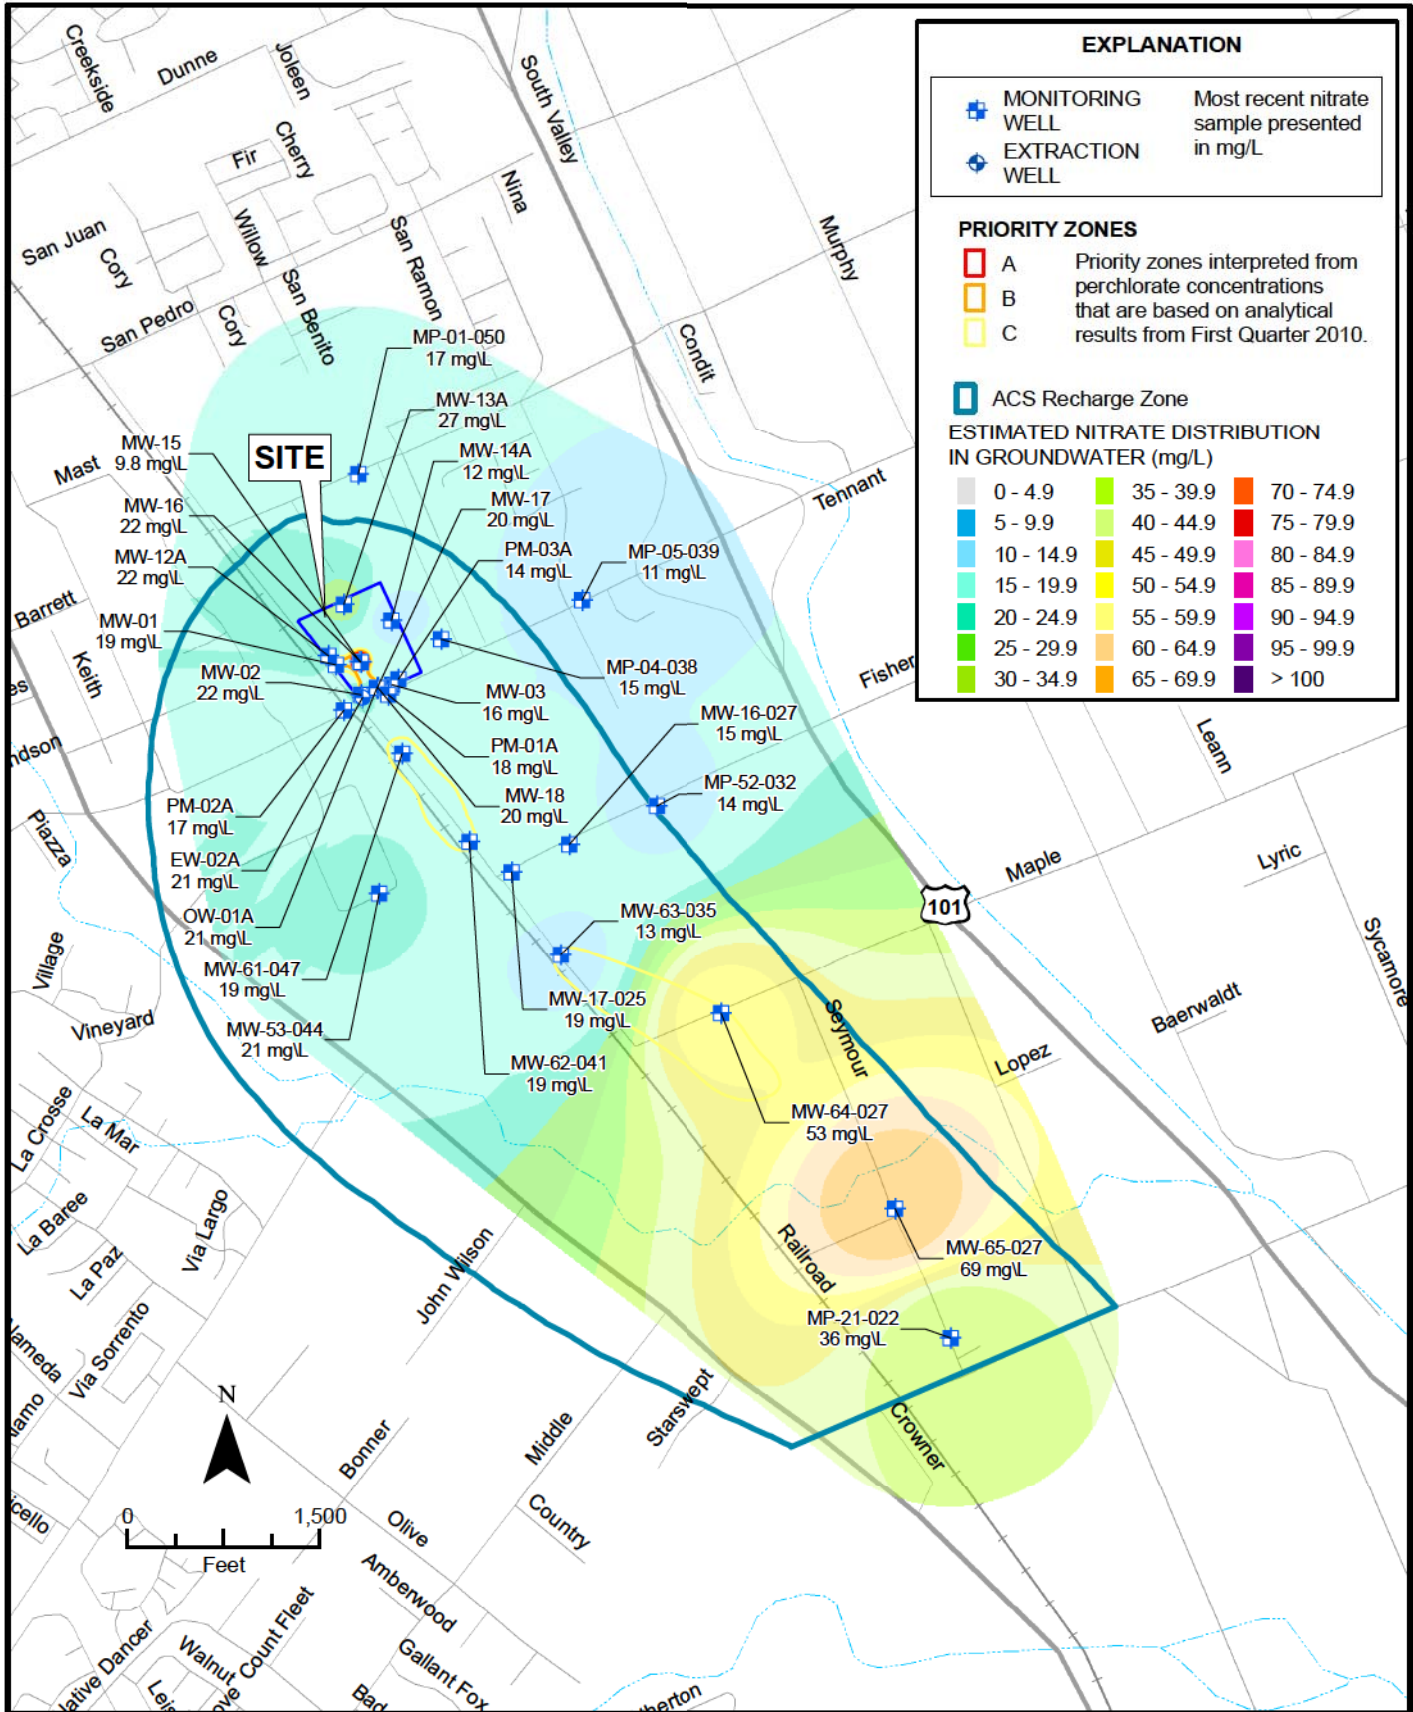 EXPLANATION
MONITORING
WELL
EXTRACTION
WELL
Most recent nitrate
sample presented
in mg/L
PRIORITY ZONES
A
B
C
Priority zones interpreted from
perchlorate concentrations
that are based on analytical
results from First Quarter 2010.
ACS Recharge Zone
ESTIMATED NITRATE DISTRIBUTION
IN GROUNDWATER (mg/L)
0 - 4.9
5 - 9.9
10 - 14.9
15 - 19.9
20 - 24.9
25 - 29.9
30 - 34.9
35 - 39.9
40 - 44.9
45 - 49.9
50 - 54.9
55 - 59.9
60 - 64.9
65 - 69.9
70 - 74.9
75 - 79.9
80 - 84.9
85 - 89.9
90 - 94.9
95 - 99.9
> 100
Creekside
Dunne
Joleen
South Valley
Fir
Cherry
Nina
San Juan
Cory
Willow
San Benito
San Ramon
Murphy
San Pedro
Cory
Condit
MP-01-050
17 mg\L
MW-13A
27 mg\L
MW-15
9.8 mg\L
SITE
MW-14A
12 mg\L
Mast
Tennant
MW-16
22 mg\L
MW-17
20 mg\L
MW-12A
22 mg\L
PM-03A
14 mg\L
MP-05-039
11 mg\L
Barrett
MW-01
19 mg\L
Keith
MW-02
22 mg\L
MP-04-038
15 mg\L
Fisher
es
MW-03
16 mg\L
MW-16-027
15 mg\L
Leann
ndson
PM-01A
18 mg\L
MP-52-032
14 mg\L
MW-18
20 mg\L
PM-02A
17 mg\L
Piazza
EW-02A
21 mg\L
Maple
Lyric
101
OW-01A
21 mg\L
MW-63-035
13 mg\L
Village
Sycamore
MW-61-047
19 mg\L
MW-17-025
19 mg\L
Baerwaldt
Vineyard
MW-53-044
21 mg\L
Seymour
Lopez
MW-62-041
19 mg\L
MW-64-027
53 mg\L
La Crosse
La Mar
La Baree
Via Largo
La Paz
John Wilson
Railroad
MW-65-027
69 mg\L
MP-21-022
36 mg\L
Via Sorrento
lameda
lamo
Starswept
Crowner
N
Bonner
Middle
icello
0
1,500
Feet
Olive
Country
Amberwood
Count Fleet
Native Dancer
Walnut
ove
Leis
Gallant Fox
Bad
therton